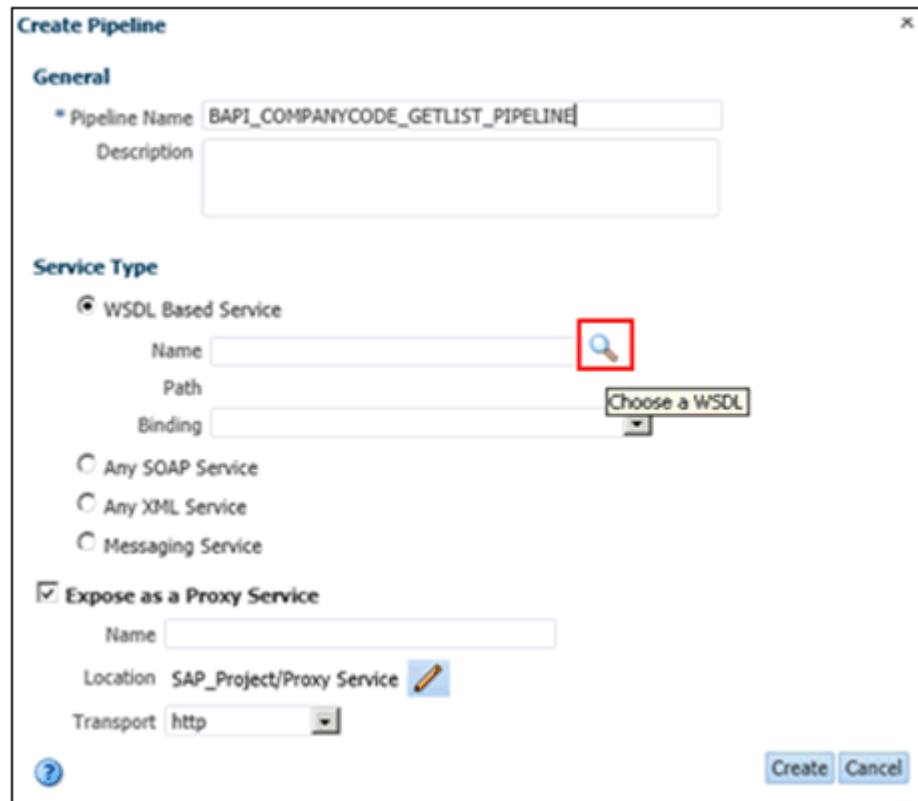 Create Pipeline
General
* Pipeline Name BAPI_COMPANYCODE_GETLIST_PIPELINE
Description
Service Type
WSDL Based Service
Name
Path
Choose a WSDL
Binding
Any SOAP Service
Any XML Service
Messaging Service
Expose as a Proxy Service
Name
Location SAP_Project/Proxy Service
Transport http
? Create Cancel